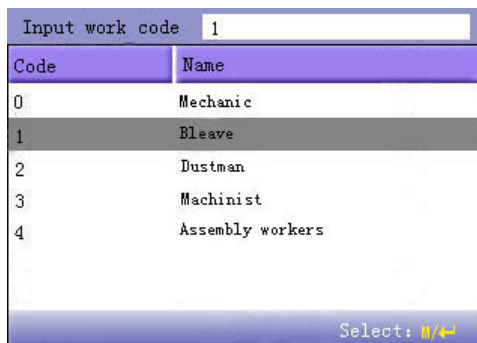 Input work code 1
Code Name
0 Mechanic
1 Bleave
2 Dustman
3 Machinist
4 Assembly workers
Select: M/↵